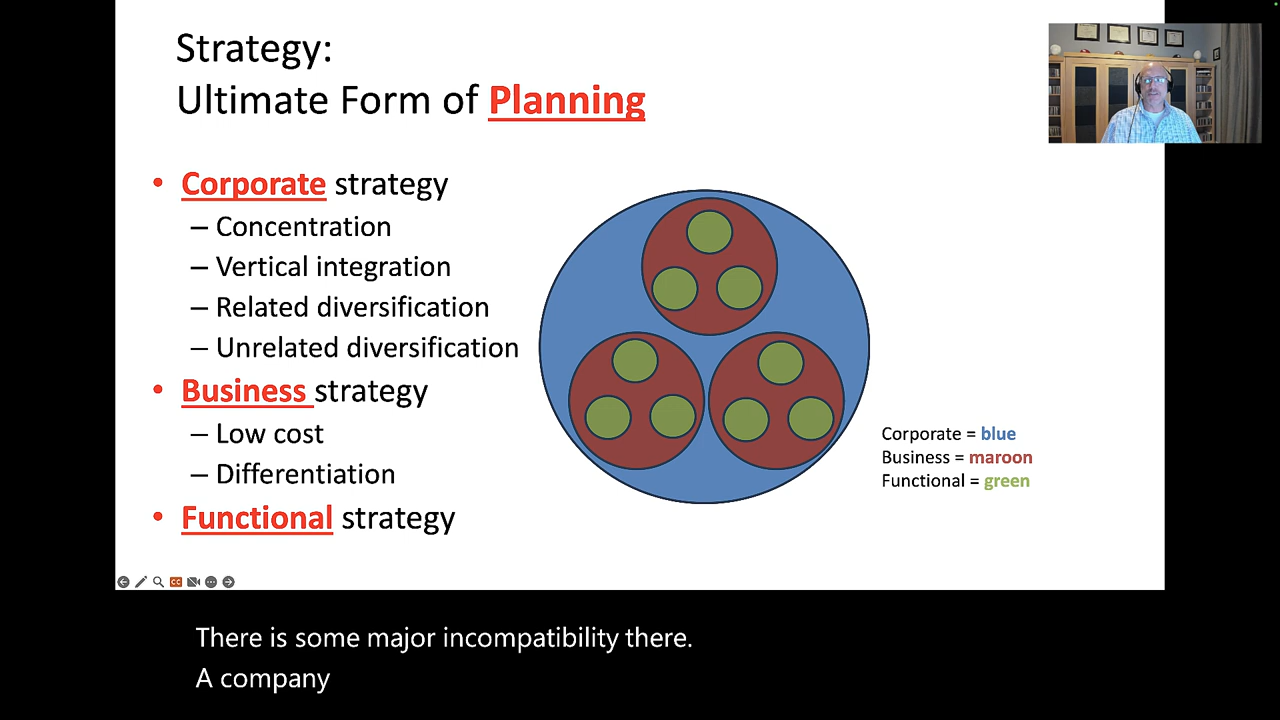 Strategy:
Ultimate Form of Planning
• Corporate strategy
– Concentration
– Vertical integration
– Related diversification
– Unrelated diversification
• Business strategy
– Low cost
– Differentiation
• Functional strategy
Corporate = blue
Business = maroon
Functional = green
CC
There is some major incompatibility there.
A company